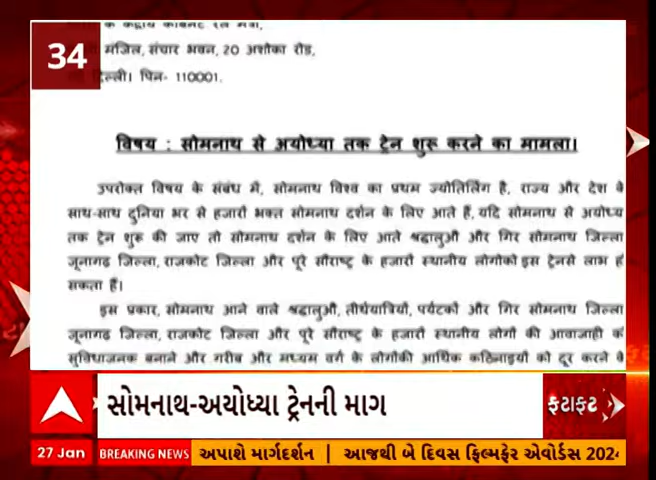 34
मंजिल, संचार भवन, 20 अशोका रोड,
दिल्ली। पिन- 110001.
विषय : सोमनाथ से अयोध्या तक ट्रेन शुरू करने का मामला।
उपरोक्त विषय के संबंध में, सोमनाथ विश्व का प्रथम ज्योतिर्लिंग है, राज्य और देश के
साथ-साथ दुनिया भर से हजारों भक्त सोमनाथ दर्शन के लिए आते हैं, यदि सोमनाथ से अयोध्य
तक ट्रेन शुरू की जाए तो सोमनाथ दर्शन के लिए आते श्रद्धालुओं और गिर सोमनाथ जिल्ला
जूनागढ जिल्ला, राजकोट जिल्ला और पूरे सौराष्ट्र के हजारों स्थानीय लोगोको इस ट्रेनसे लाभ हो
सकता हैं।
इस प्रकार, सोमनाथ आने वाले श्रद्धालुओं, तीर्थयात्रियों, पर्यटकों और गिर सोमनाथ जिल्ला
जूनागढ जिल्ला, राजकोट जिल्ला और पूरे सौराष्ट्र के हजारों स्थानीय लोगों की आवाजाही को
सुविधाजनक बनाने और गरीब और मध्यम वर्ग के लोगोंकी आर्थिक कठिनाइयों को दूर करने के
સોમનાથ-અયોધ્યા ટ્રેનની માગ
ફટાફટ
27 Jan BREAKING NEWS અપાશે માર્ગદર્શન | આજથી બે દિવસ ફિલ્મફેર એવોર્ડસ 2024